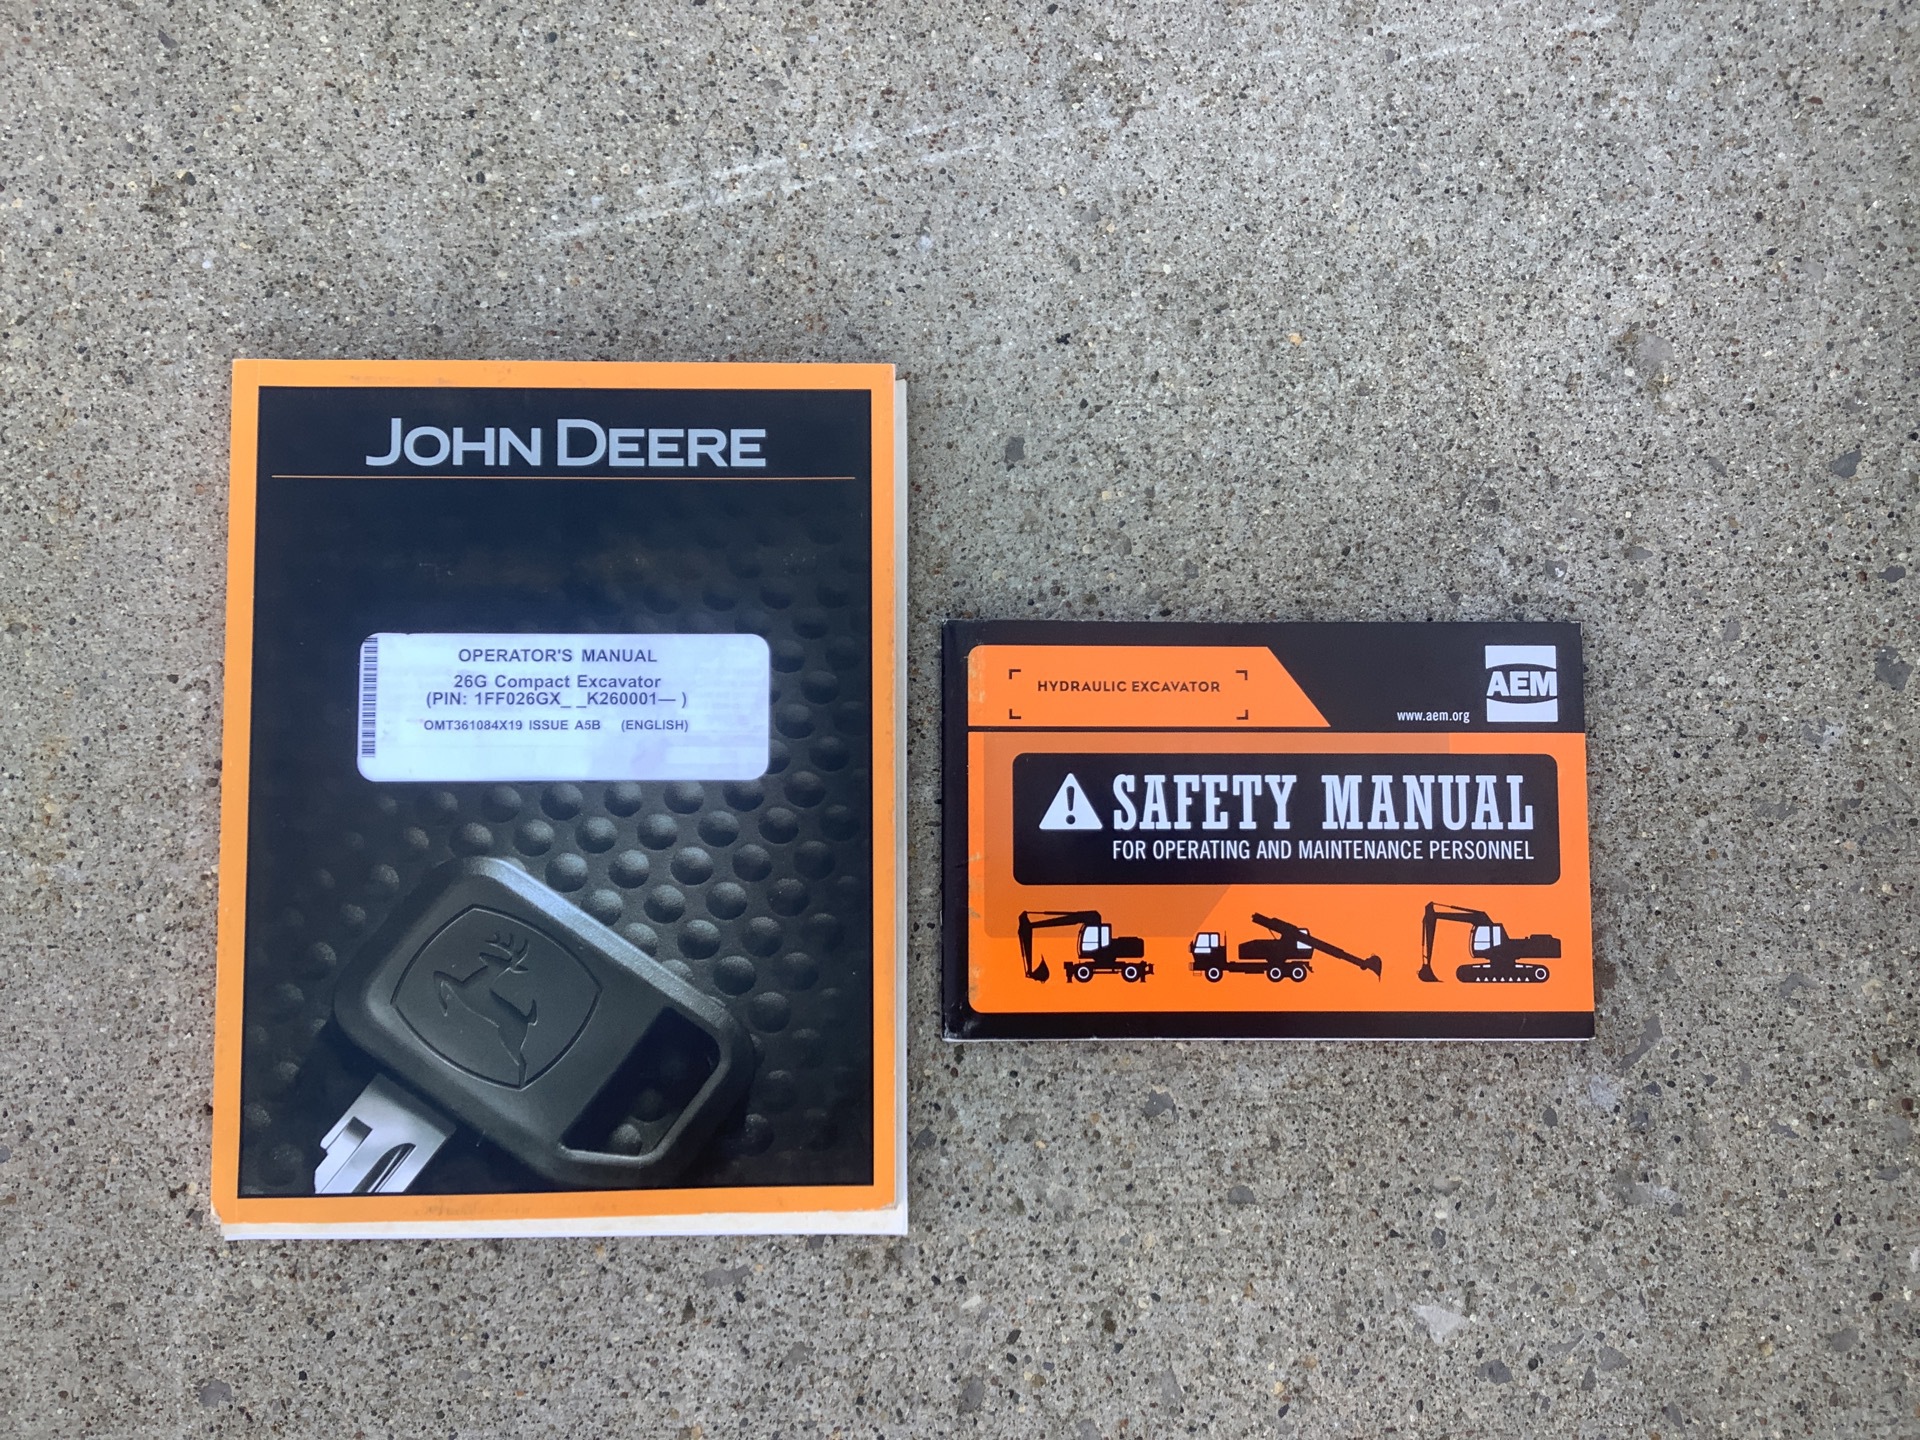 JOHN DEERE
OPERATOR'S MANUAL
26G Compact Excavator
(PIN: 1FF026GX_ _K260001— )
OMT361084X19 ISSUE A5B (ENGLISH)
HYDRAULIC EXCAVATOR
www.aem.org
AEM
SAFETY MANUAL
FOR OPERATING AND MAINTENANCE PERSONNEL